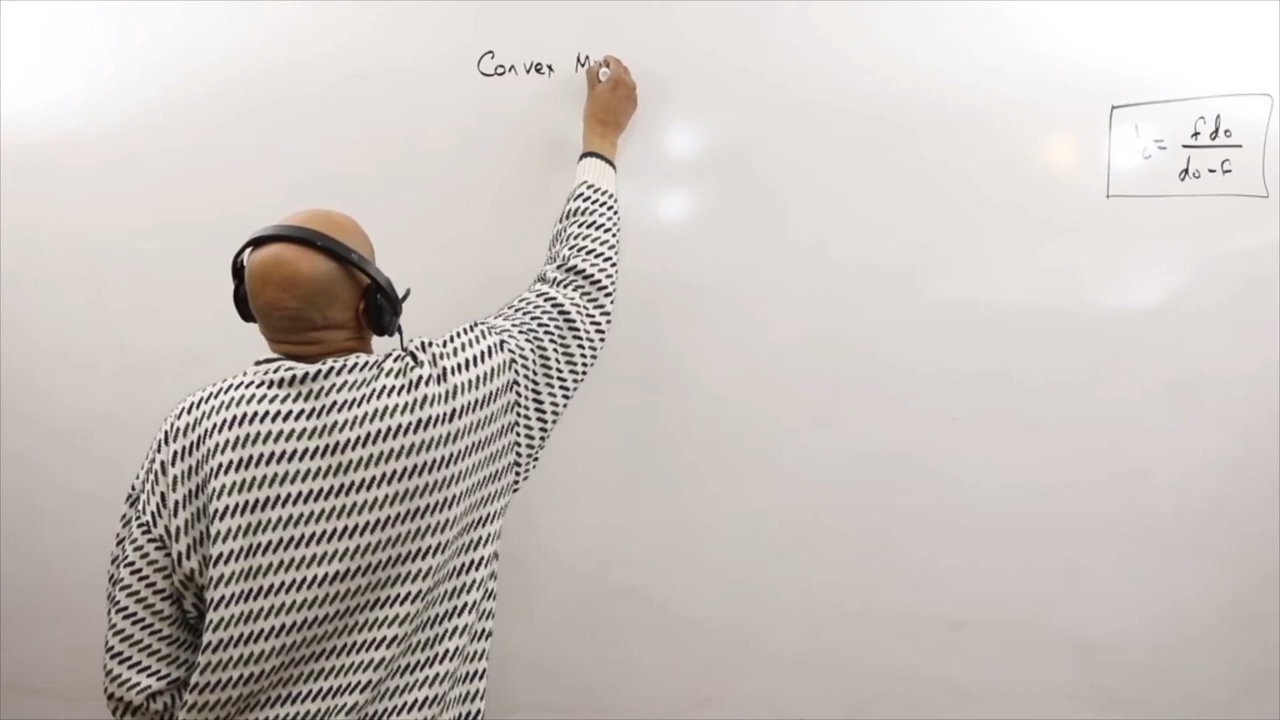 Convex M
= f do
do - f